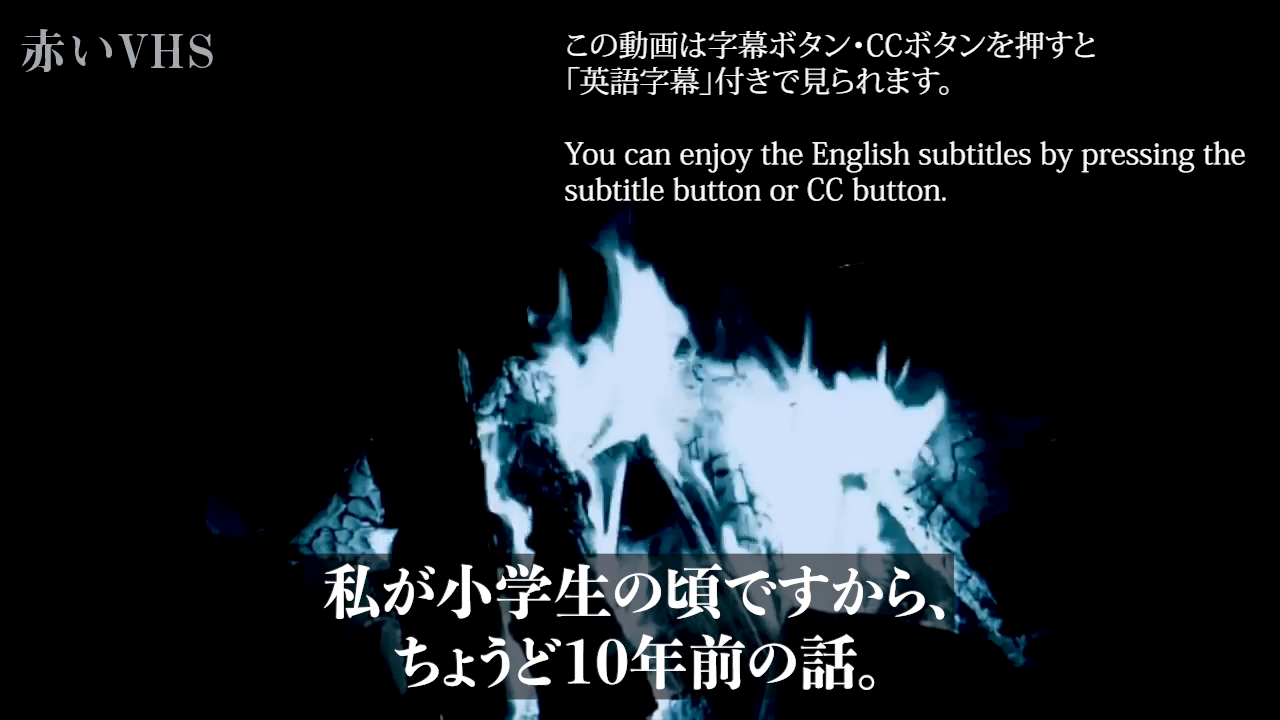 赤いVHS
この動画は字幕ボタン・CCボタンを押すと
「英語字幕」付きで見られます。
You can enjoy the English subtitles by pressing the
subtitle button or CC button.
私が小学生の頃ですから、
ちょうど10年前の話。